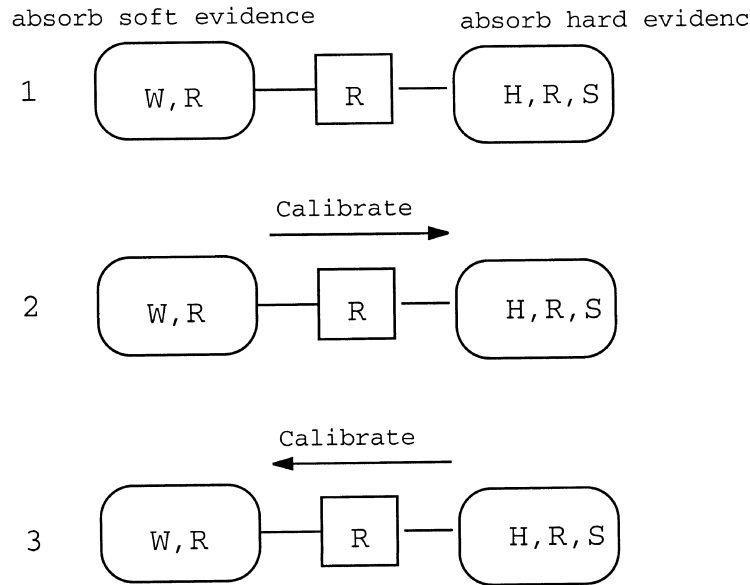 absorb soft evidence
absorb hard evidenc
1
W,R
R
H,R,S
Calibrate
2
W,R
R
H,R,S
Calibrate
3
W,R
R
H,R,S